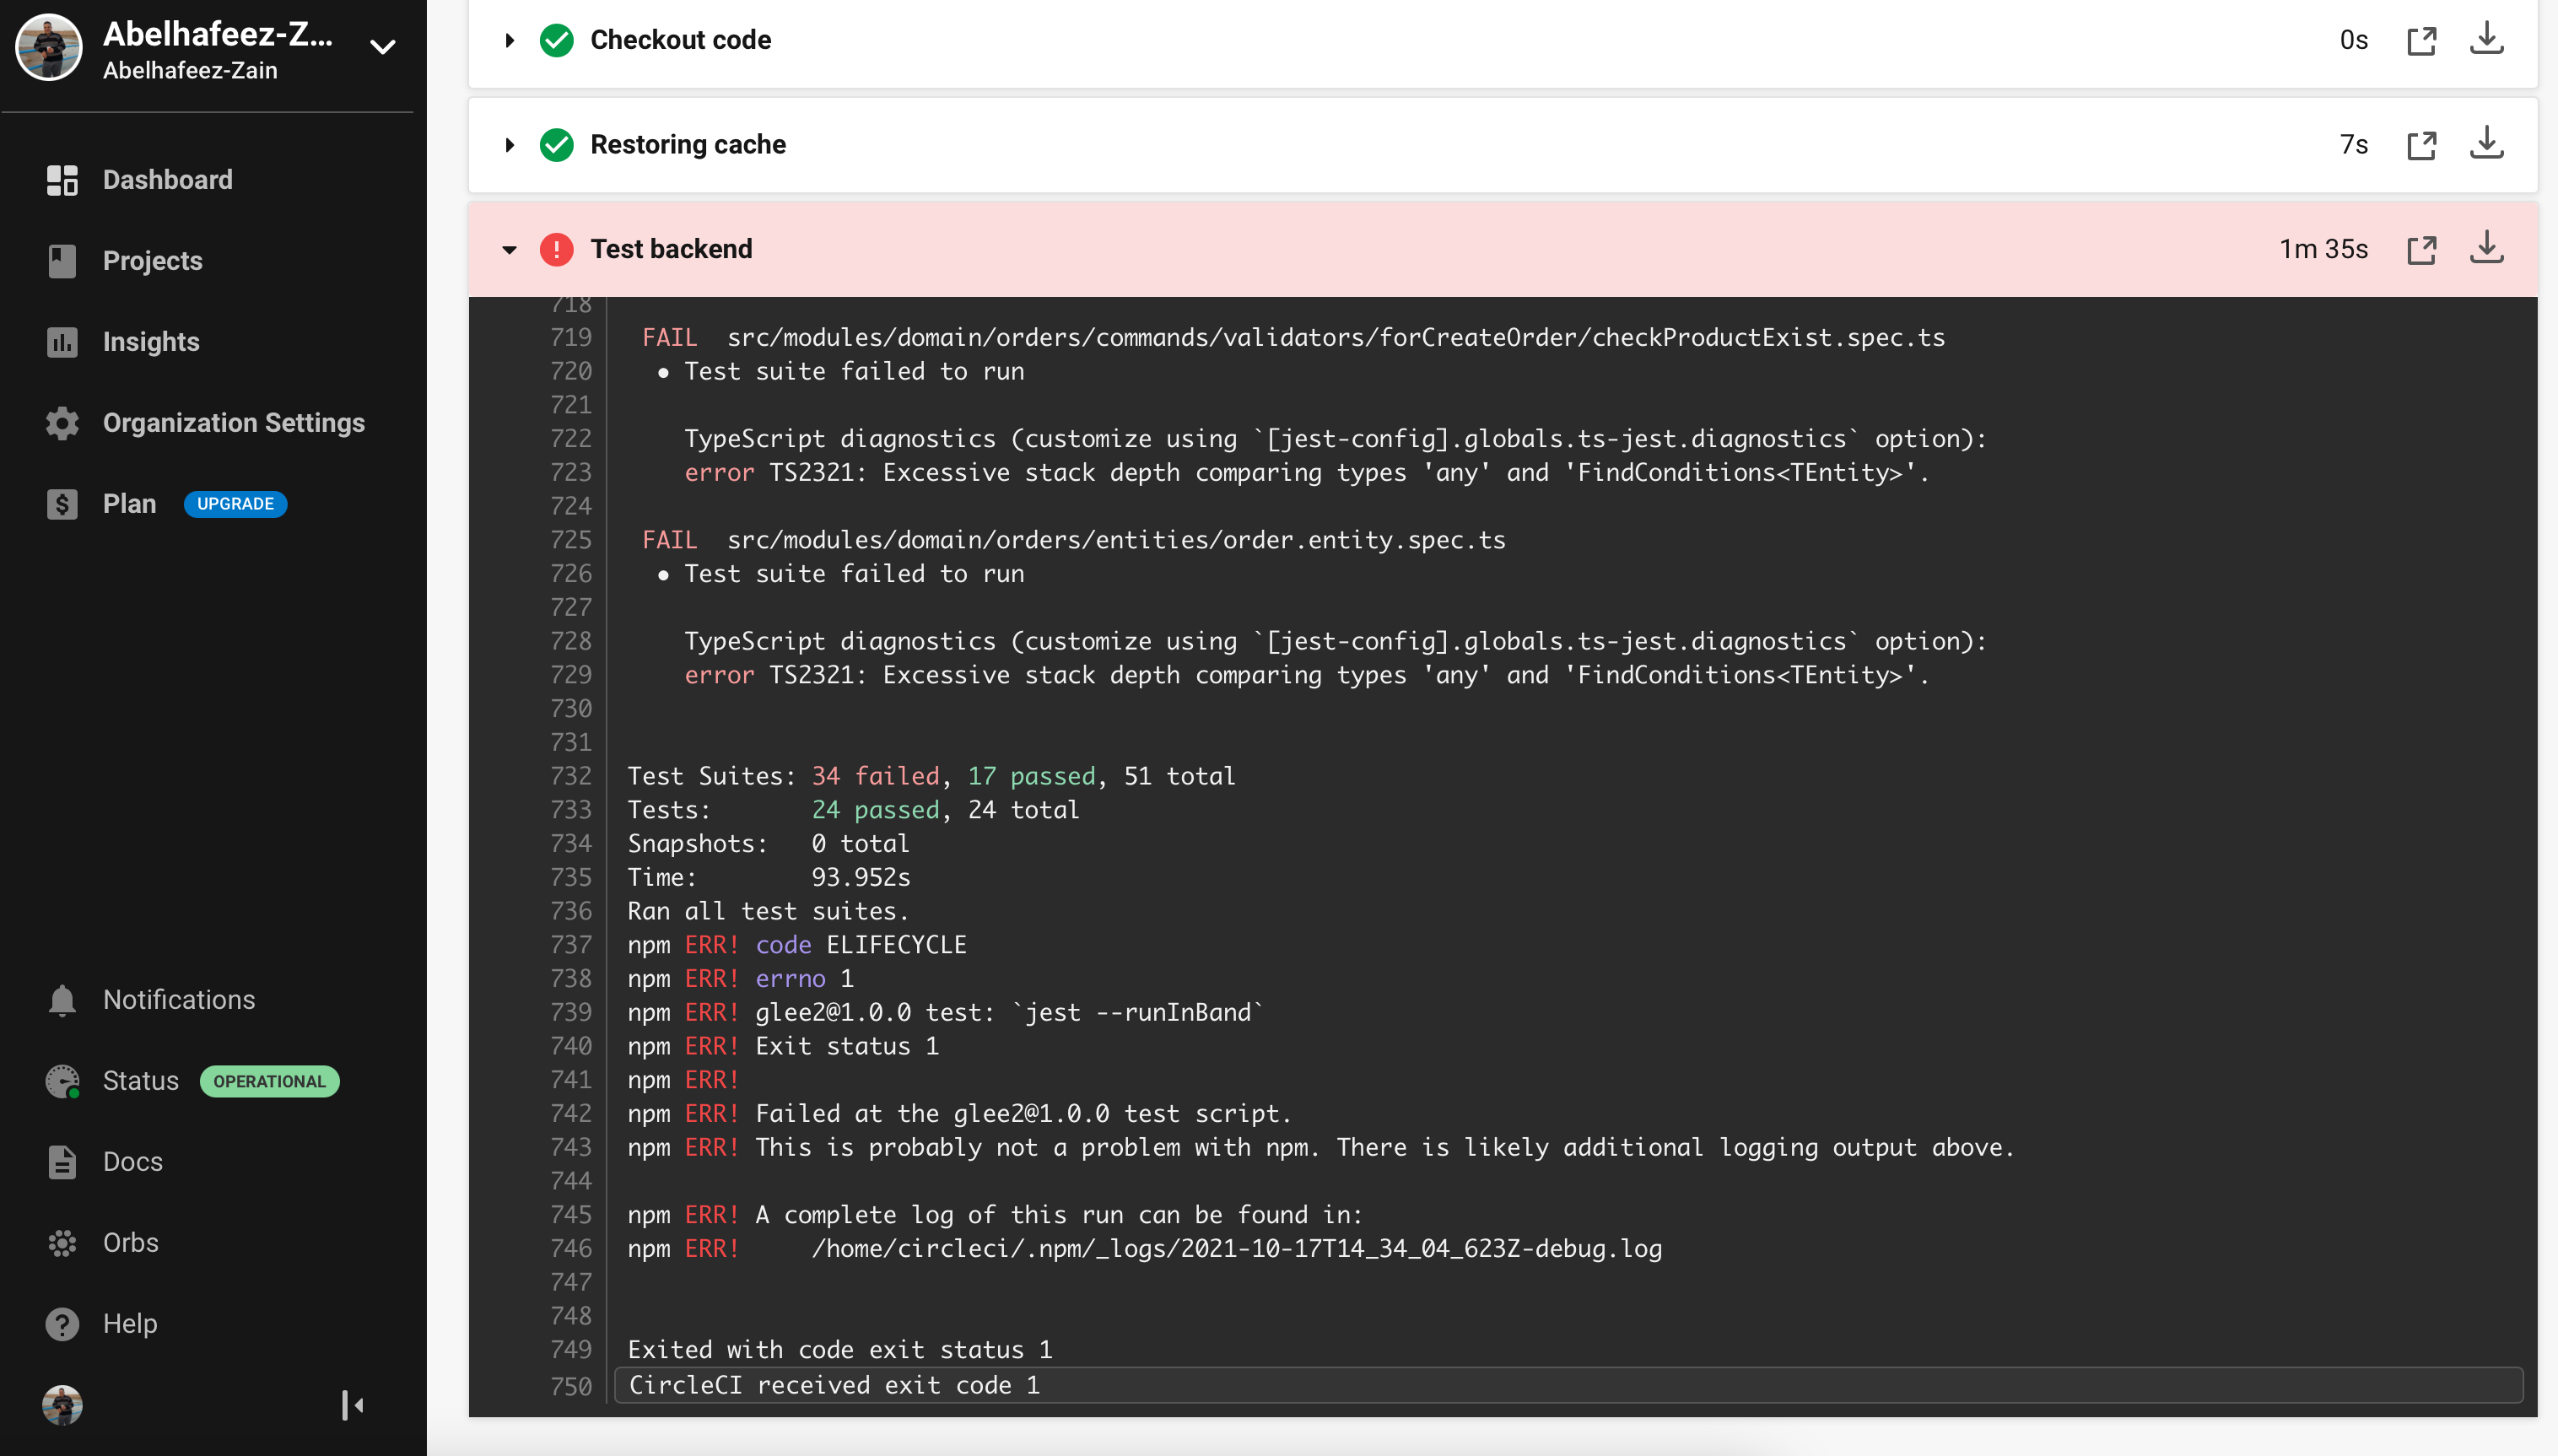 Abelhafeez-Z...
Abelhafeez-Zain
Dashboard
Projects
Insights
Organization Settings
Plan UPGRADE
Notifications
Status OPERATIONAL
Docs
Orbs
Help
Checkout code 0s
Restoring cache 7s
Test backend 1m 35s
718
719 FAIL src/modules/domain/orders/commands/validators/forCreateOrder/checkProductExist.spec.ts
720 ● Test suite failed to run
721
722 TypeScript diagnostics (customize using `[jest-config].globals.ts-jest.diagnostics` option):
723 error TS2321: Excessive stack depth comparing types 'any' and 'FindConditions<TEntity>'.
724
725 FAIL src/modules/domain/orders/entities/order.entity.spec.ts
726 ● Test suite failed to run
727
728 TypeScript diagnostics (customize using `[jest-config].globals.ts-jest.diagnostics` option):
729 error TS2321: Excessive stack depth comparing types 'any' and 'FindConditions<TEntity>'.
730
731
732 Test Suites: 34 failed, 17 passed, 51 total
733 Tests: 24 passed, 24 total
734 Snapshots: 0 total
735 Time: 93.952s
736 Ran all test suites.
737 npm ERR! code ELIFECYCLE
738 npm ERR! errno 1
739 npm ERR! glee2@1.0.0 test: `jest --runInBand`
740 npm ERR! Exit status 1
741 npm ERR!
742 npm ERR! Failed at the glee2@1.0.0 test script.
743 npm ERR! This is probably not a problem with npm. There is likely additional logging output above.
744
745 npm ERR! A complete log of this run can be found in:
746 npm ERR! /home/circleci/.npm/_logs/2021-10-17T14_34_04_623Z-debug.log
747
748
749 Exited with code exit status 1
750 CircleCI received exit code 1